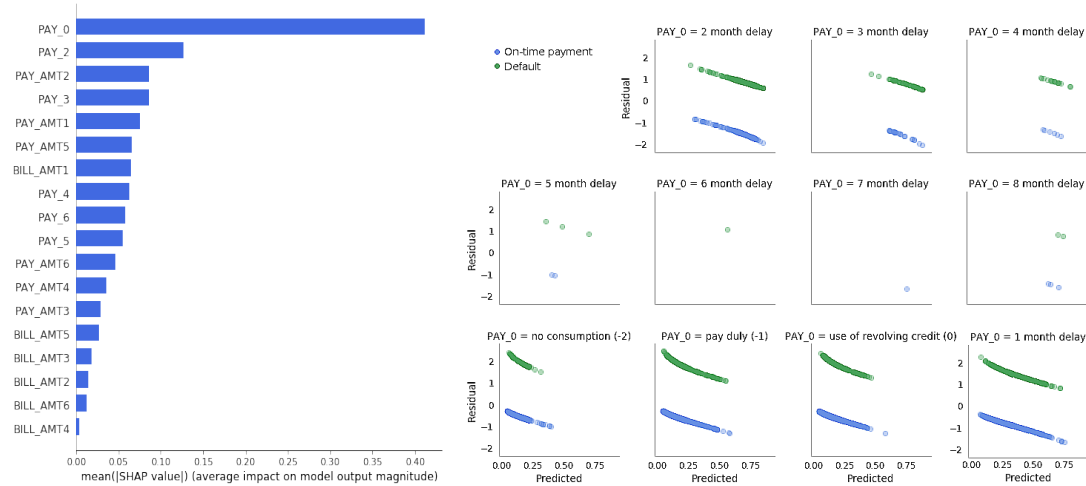 PAY_0
PAY_2
PAY_AMT2
PAY_3
PAY_AMT1
PAY_AMT5
BILL_AMT1
PAY_4
PAY_6
PAY_5
PAY_AMT6
PAY_AMT4
PAY_AMT3
BILL_AMT5
BILL_AMT3
BILL_AMT2
BILL_AMT6
BILL_AMT4
0.00 0.05 0.10 0.15 0.20 0.25 0.30 0.35 0.40
mean(|SHAP value|) (average impact on model output magnitude)
On-time payment
Default
PAY_0 = 2 month delay PAY_0 = 3 month delay PAY_0 = 4 month delay
Residual
2
1
0
−1
−2
PAY_0 = 5 month delay PAY_0 = 6 month delay PAY_0 = 7 month delay PAY_0 = 8 month delay
Residual
2
1
0
−1
−2
PAY_0 = no consumption (-2) PAY_0 = pay duly (-1) PAY_0 = use of revolving credit (0) PAY_0 = 1 month delay
Residual
2
1
0
−1
−2
0.00 0.25 0.50 0.75 0.00 0.25 0.50 0.75 0.00 0.25 0.50 0.75 0.00 0.25 0.50 0.75
Predicted Predicted Predicted Predicted